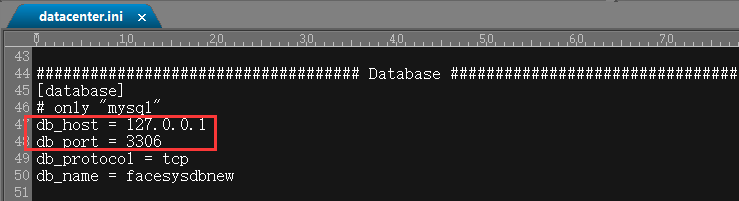 datacenter.ini ×
0 10 20 30 40 50 60 70
43
44 #################################### Database ################################
45 [database]
46 # only "mysql"
47 db_host = 127.0.0.1
48 db_port = 3306
49 db_protocol = tcp
50 db_name = facesysdbnew
51